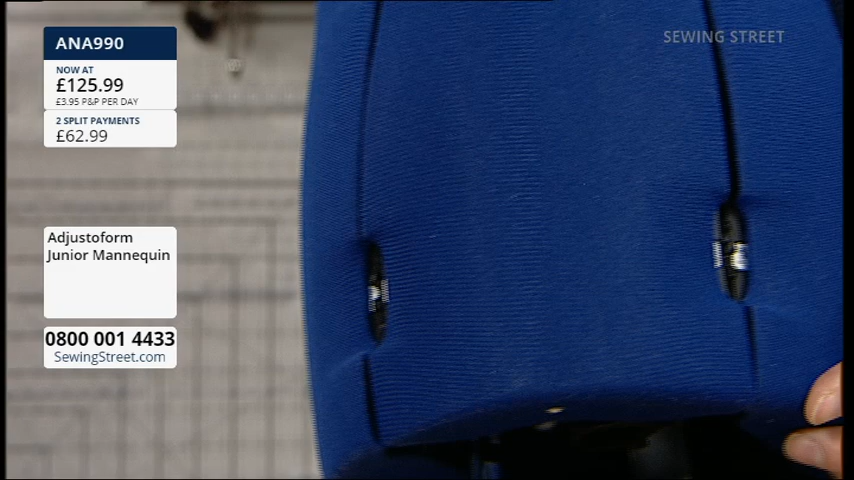 ANA990
NOW AT
£125.99
£3.95 P&P PER DAY
2 SPLIT PAYMENTS
£62.99
Adjustoform
Junior Mannequin
0800 001 4433
SewingStreet.com
SEWING STREET